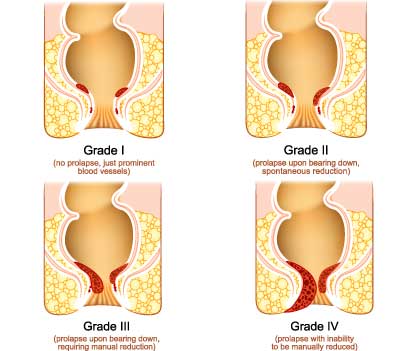 Grade I
(no prolapse, just prominent
blood vessels)
Grade II
(prolapse upon bearing down,
spontaneous reduction)
Grade III
(prolapse upon bearing down,
requiring manual reduction)
Grade IV
(prolapse with inability
to be manually reduced)